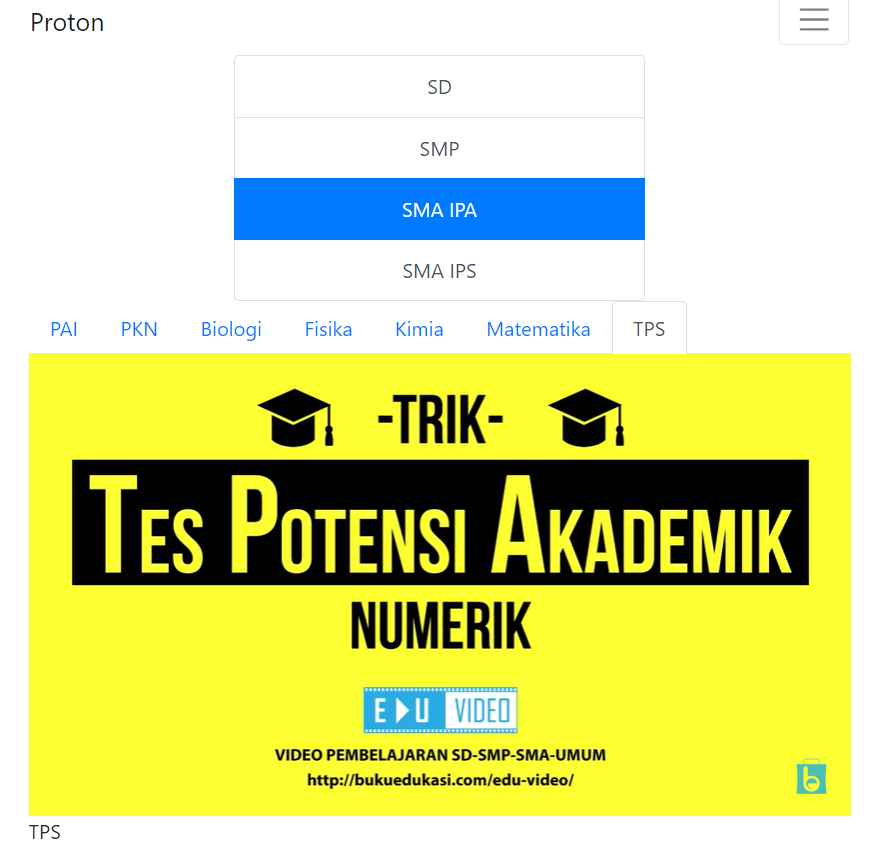 Proton
SD
SMP
SMA IPA
SMA IPS
PAI PKN Biologi Fisika Kimia Matematika TPS
-TRIK-
TES POTENSI AKADEMIK
NUMERIK
EDU VIDEO
VIDEO PEMBELAJARAN SD-SMP-SMA-UMUM
http://bukuedukasi.com/edu-video/
b
TPS